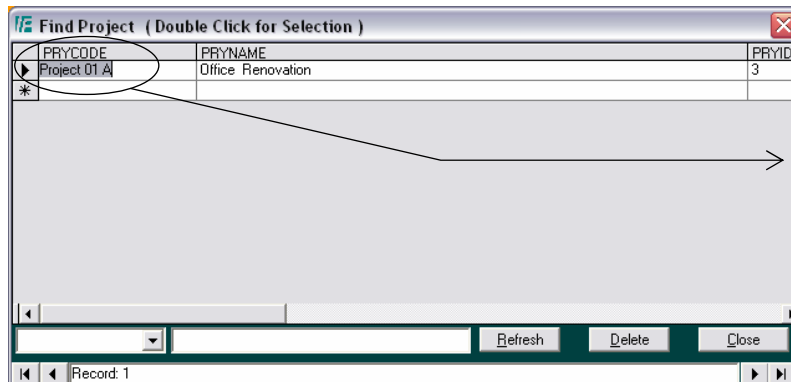 Find Project ( Double Click for Selection )
PRYCODE PRYNAME PRYID
Project 01 A Office Renovation 3
Refresh Delete Close
Record: 1